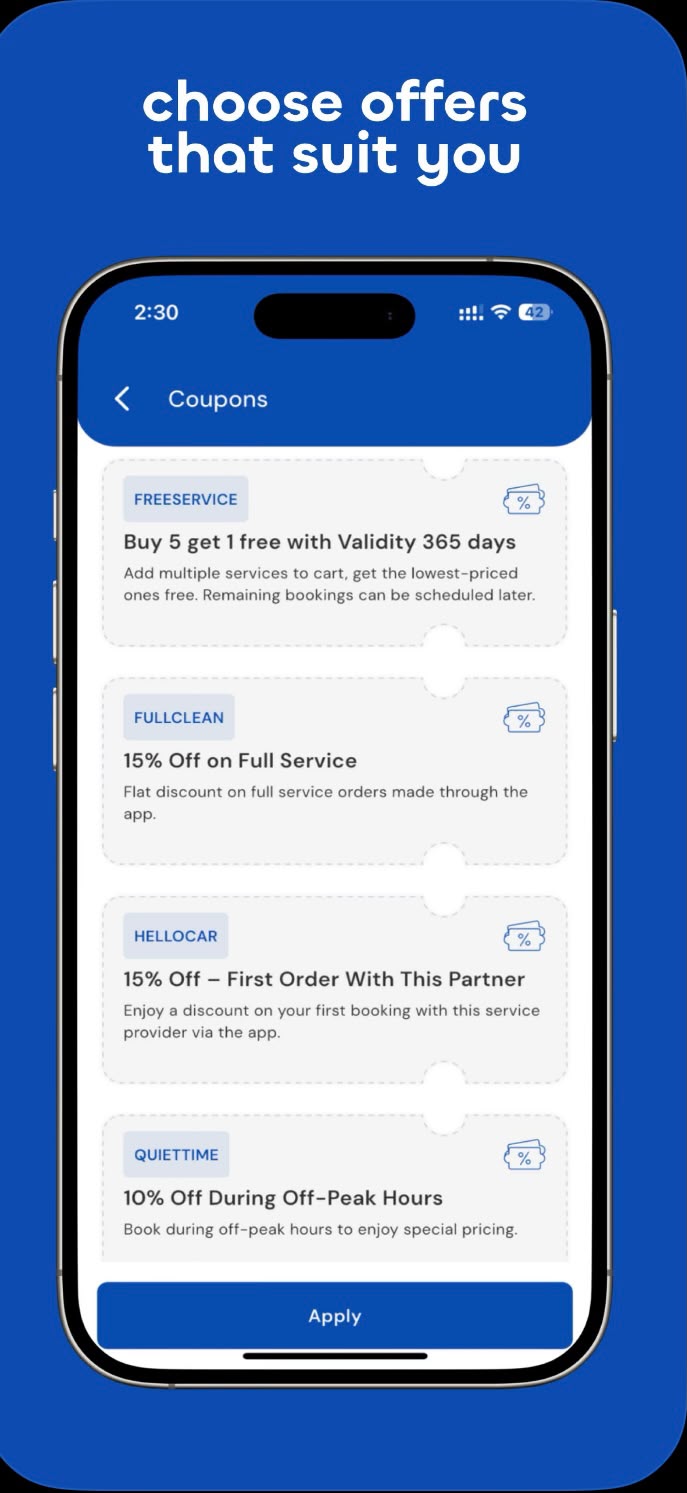 choose offers
that suit you
2:30
42
Coupons
FREESERVICE
%
Buy 5 get 1 free with Validity 365 days
Add multiple services to cart, get the lowest-priced
ones free. Remaining bookings can be scheduled later.
FULLCLEAN
%
15% Off on Full Service
Flat discount on full service orders made through the
app.
HELLOCAR
%
15% Off – First Order With This Partner
Enjoy a discount on your first booking with this service
provider via the app.
QUIETTIME
%
10% Off During Off-Peak Hours
Book during off-peak hours to enjoy special pricing.
Apply